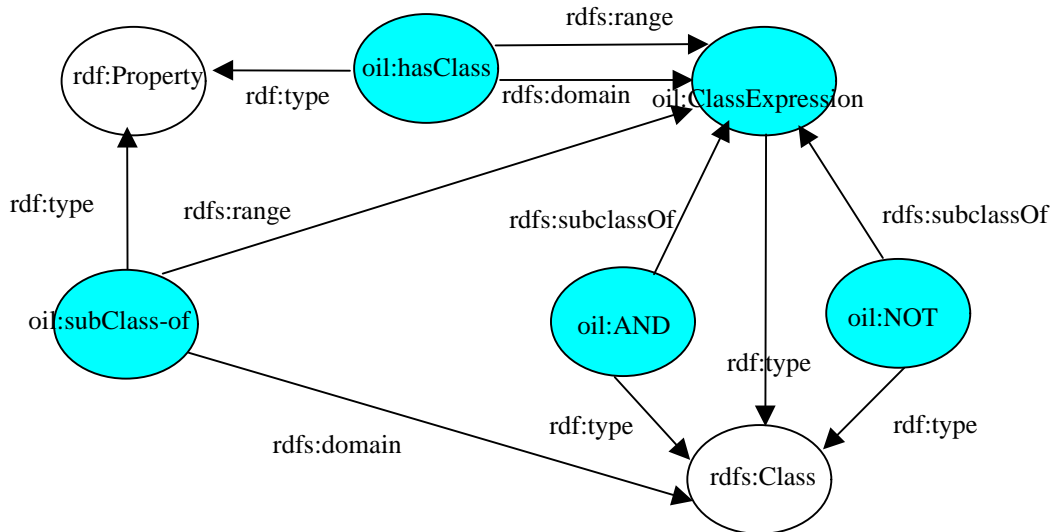 rdfs:range
rdf:Property
oil:hasClass
rdf:type
rdfs:domain
oil:ClassExpression
rdf:type
rdfs:range
rdfs:subclassOf
rdfs:subclassOf
oil:subClass-of
oil:AND
oil:NOT
rdf:type
rdfs:domain
rdf:type
rdf:type
rdfs:Class